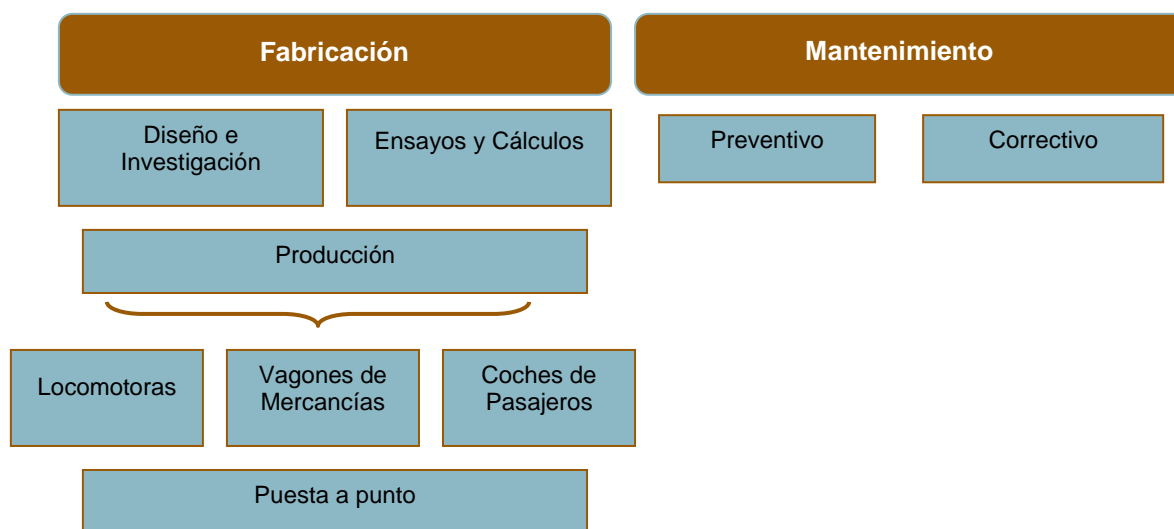 Fabricación
Mantenimiento
Diseño e
Investigación
Ensayos y Cálculos
Preventivo
Correctivo
Producción
Locomotoras
Vagones de
Mercancías
Coches de
Pasajeros
Puesta a punto